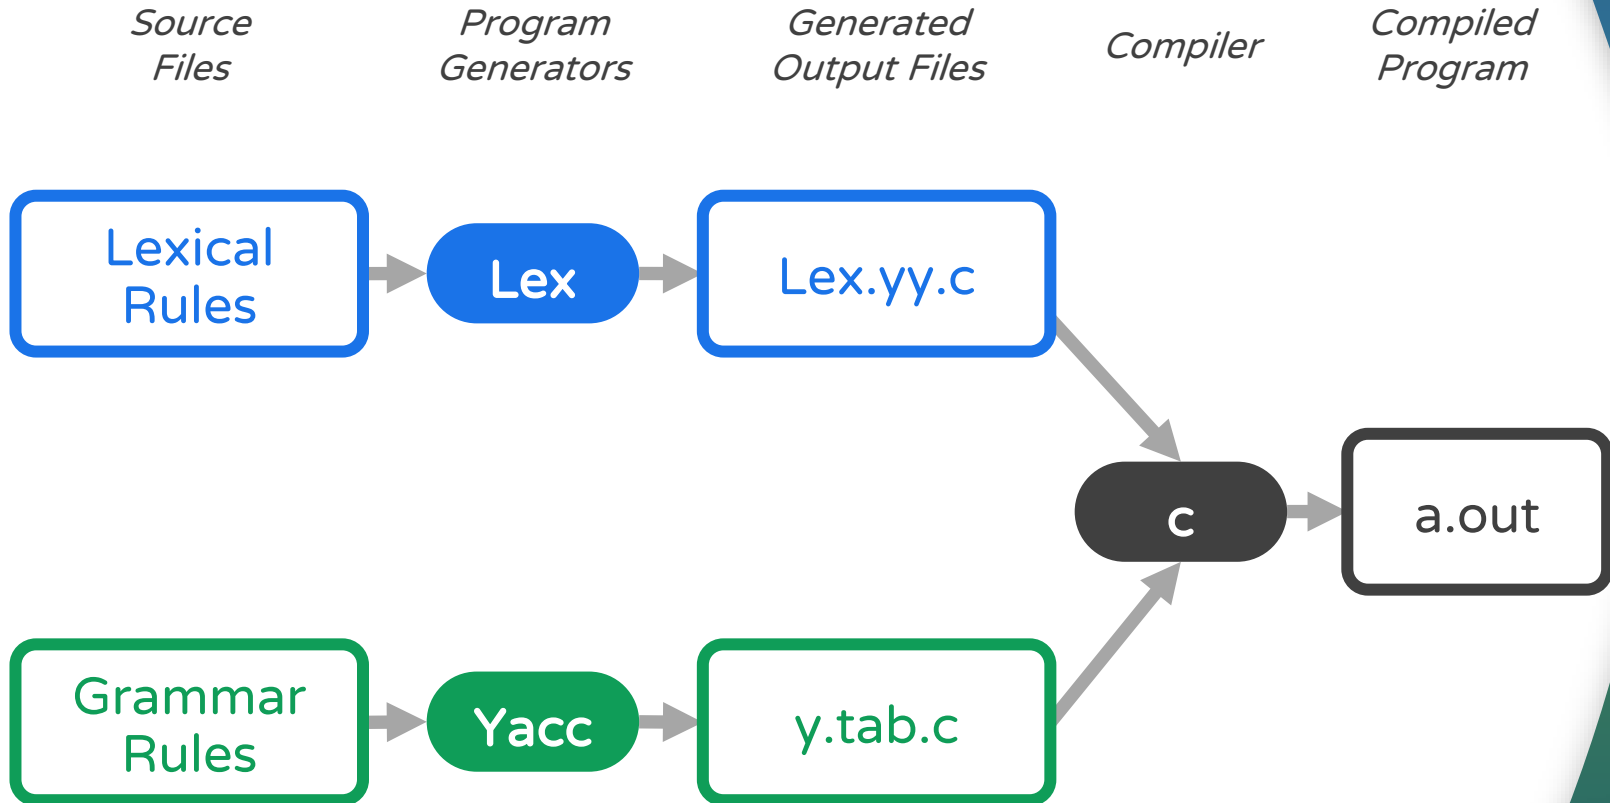 Source
Files
Program
Generators
Generated
Output Files
Compiler
Compiled
Program
Lexical
Rules
Lex
Lex.yy.c
c
a.out
Grammar
Rules
Yacc
y.tab.c